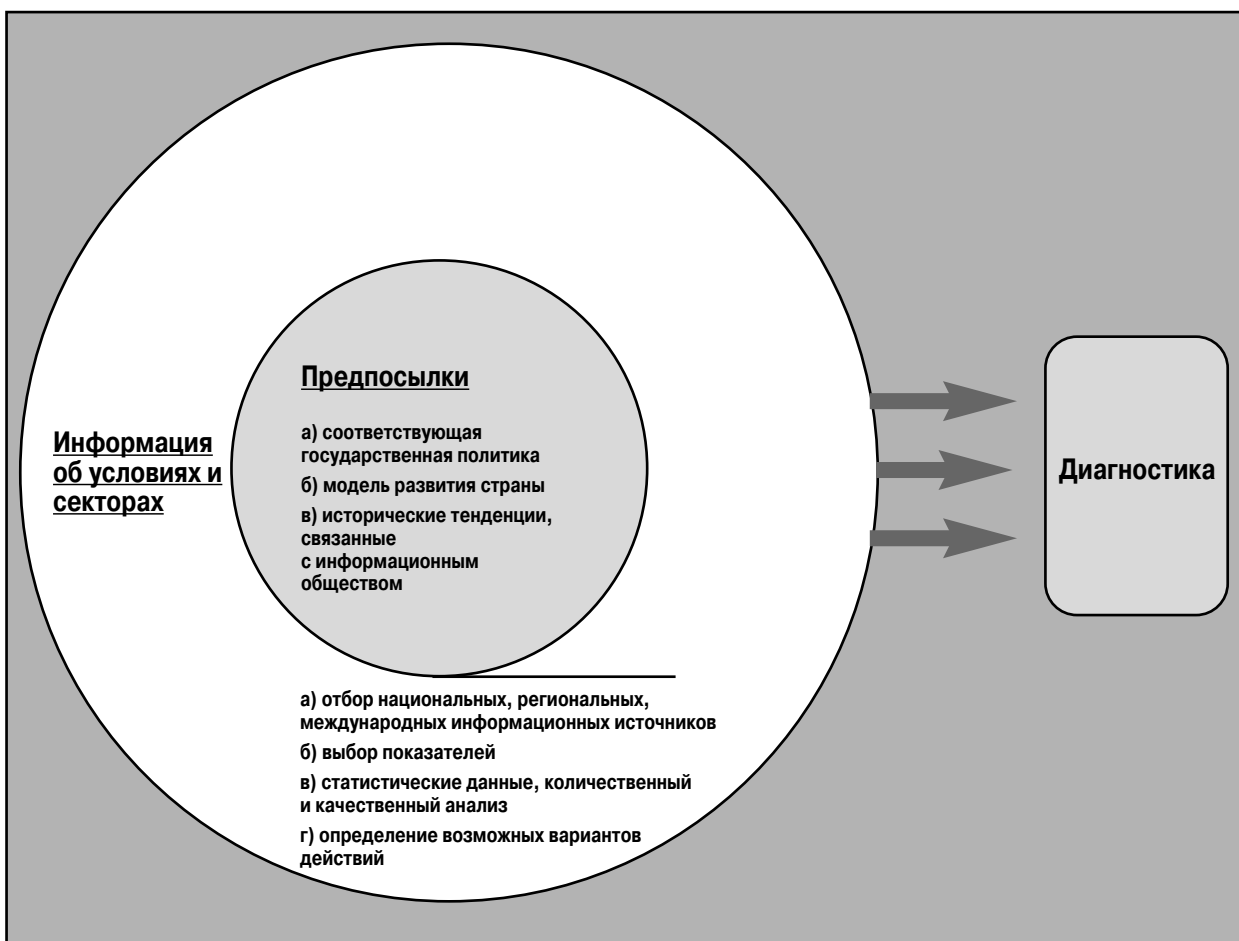 Предпосылки
а) соответствующая
государственная политика
б) модель развития страны
в) исторические тенденции,
связанные
с информационным
обществом
Информация
об условиях и
секторах
Диагностика
а) отбор национальных, региональных,
международных информационных источников
б) выбор показателей
в) статистические данные, количественный
и качественный анализ
г) определение возможных вариантов
действий